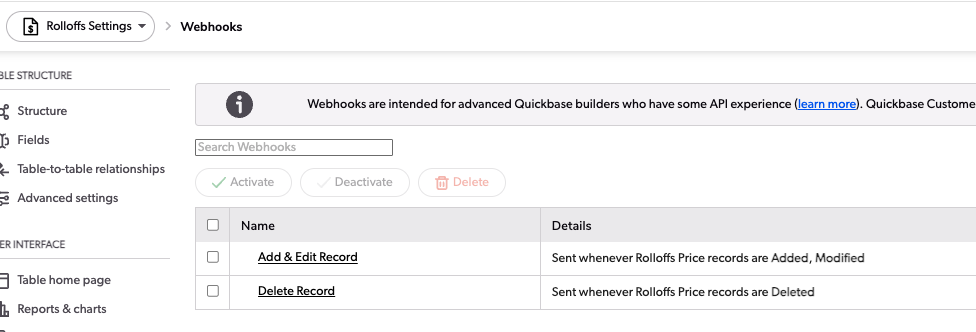 Rolloffs Settings
Webhooks
BLE STRUCTURE
Structure
Fields
Table-to-table relationships
Advanced settings
ER INTERFACE
Table home page
Reports & charts
Webhooks are intended for advanced Quickbase builders who have some API experience (learn more). Quickbase Custome
Search Webhooks
Activate Deactivate Delete
Name Details
Add & Edit Record Sent whenever Rolloffs Price records are Added, Modified
Delete Record Sent whenever Rolloffs Price records are Deleted